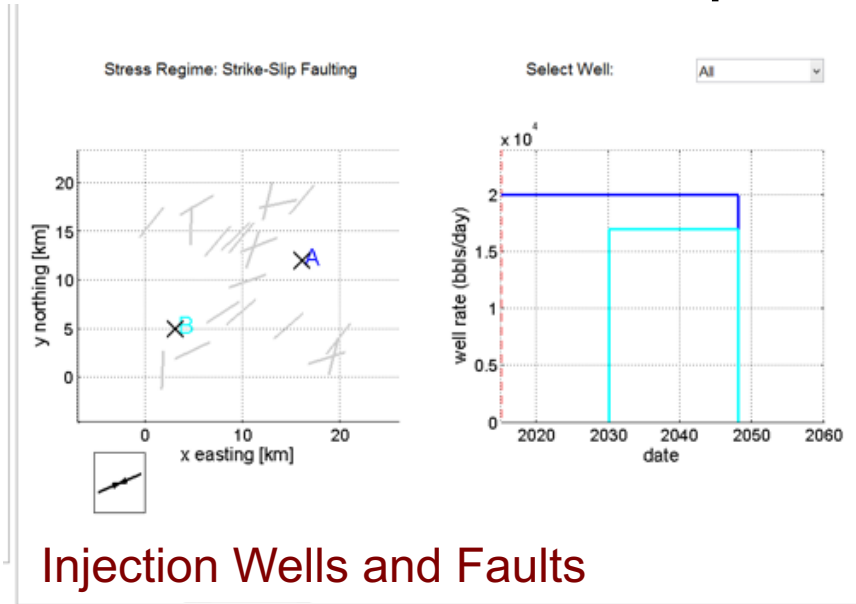 Stress Regime: Strike-Slip Faulting
Select Well:
All
20
15
10
5
0
y northing [km]
A
B
0 10 20
x easting [km]
x 10^4
2
1.5
1
0.5
0
well rate (bbls/day)
2020 2030 2040 2050 2060
date
Injection Wells and Faults